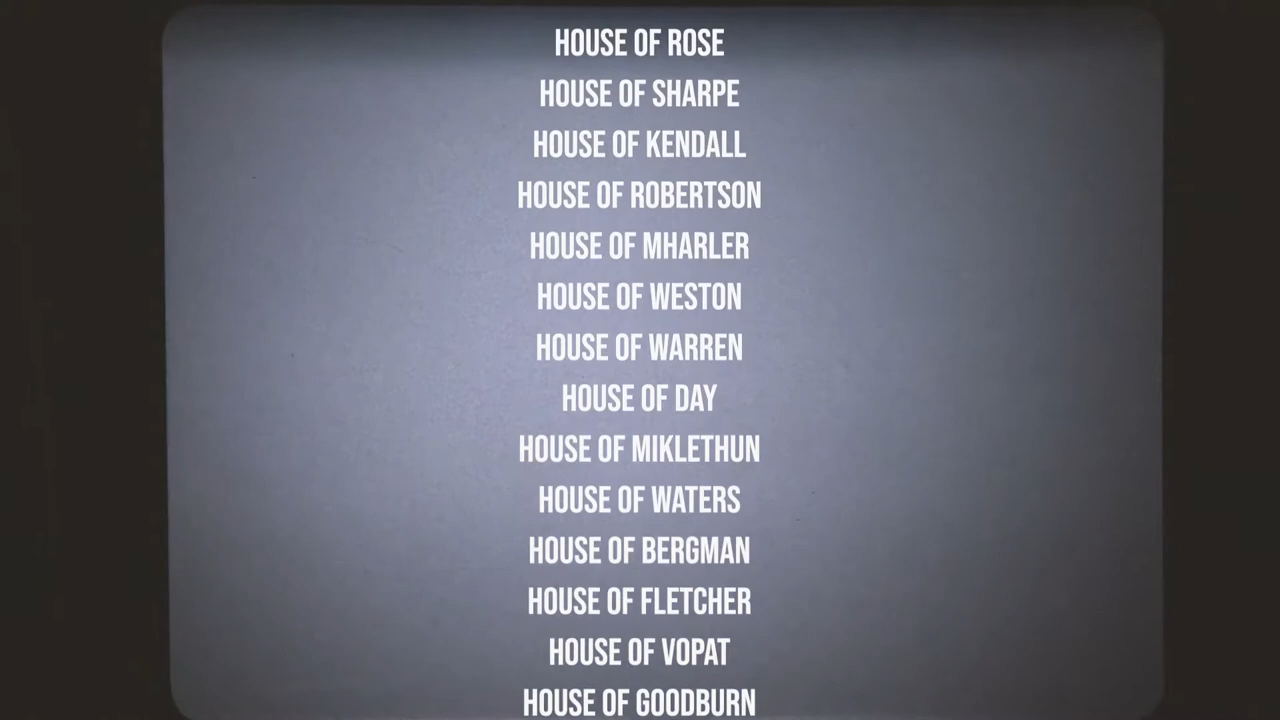 HOUSE OF ROSE
HOUSE OF SHARPE
HOUSE OF KENDALL
HOUSE OF ROBERTSON
HOUSE OF MHARLER
HOUSE OF WESTON
HOUSE OF WARREN
HOUSE OF DAY
HOUSE OF MIKLETHUN
HOUSE OF WATERS
HOUSE OF BERGMAN
HOUSE OF FLETCHER
HOUSE OF VOPAT
HOUSE OF GOODBURN